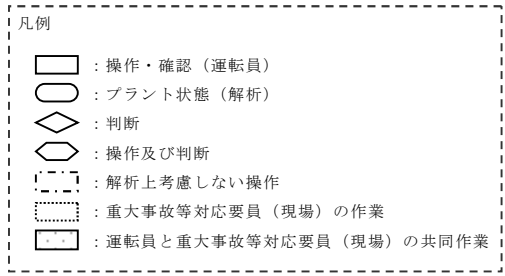 凡例
：操作・確認（運転員）
：プラント状態（解析）
：判断
：操作及び判断
：解析上考慮しない操作
：重大事故等対応要員（現場）の作業
：運転員と重大事故等対応要員（現場）の共同作業